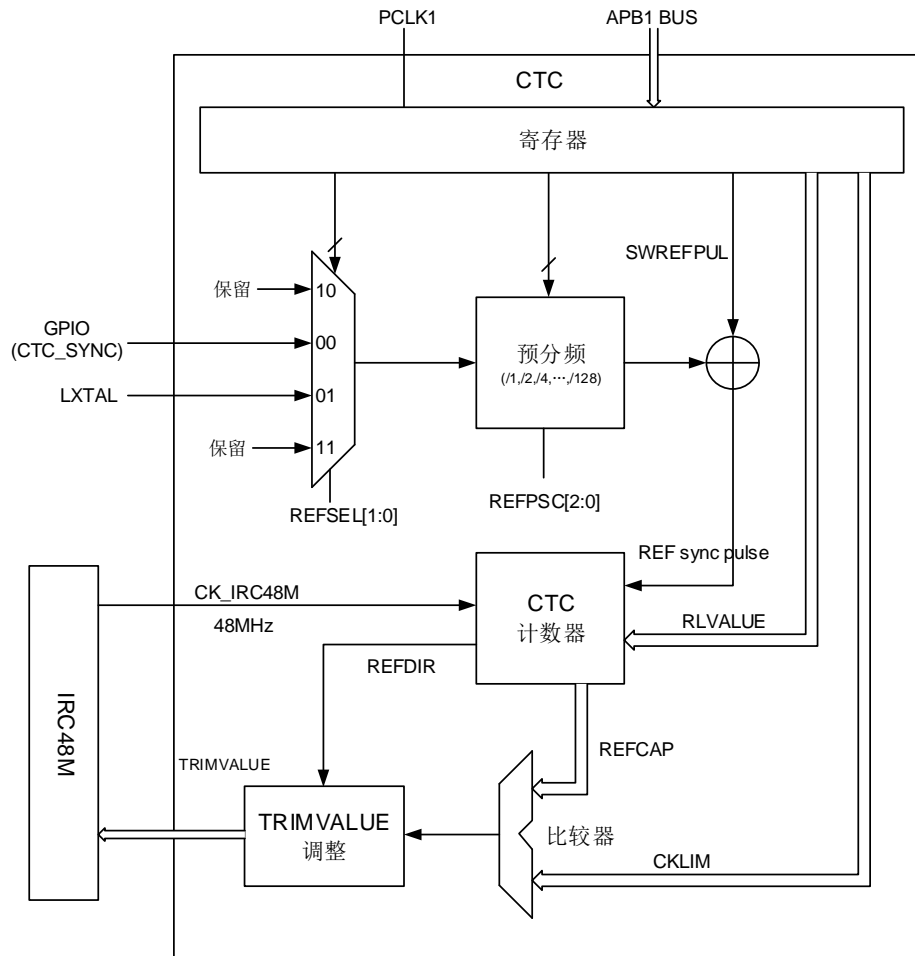 PCLK1
APB1 BUS
CTC
寄存器
SWREFPUL
保留
10
GPIO
(CTC_SYNC)
00
预分频
(/1,/2,/4,···,/128)
LXTAL
01
保留
11
REFSEL[1:0]
REFPSC[2:0]
REF sync pulse
CK_IRC48M
48MHz
CTC
计数器
RLVALUE
REFDIR
IRC48M
REFCAP
TRIMVALUE
TRIMVALUE
调整
比较器
CKLIM